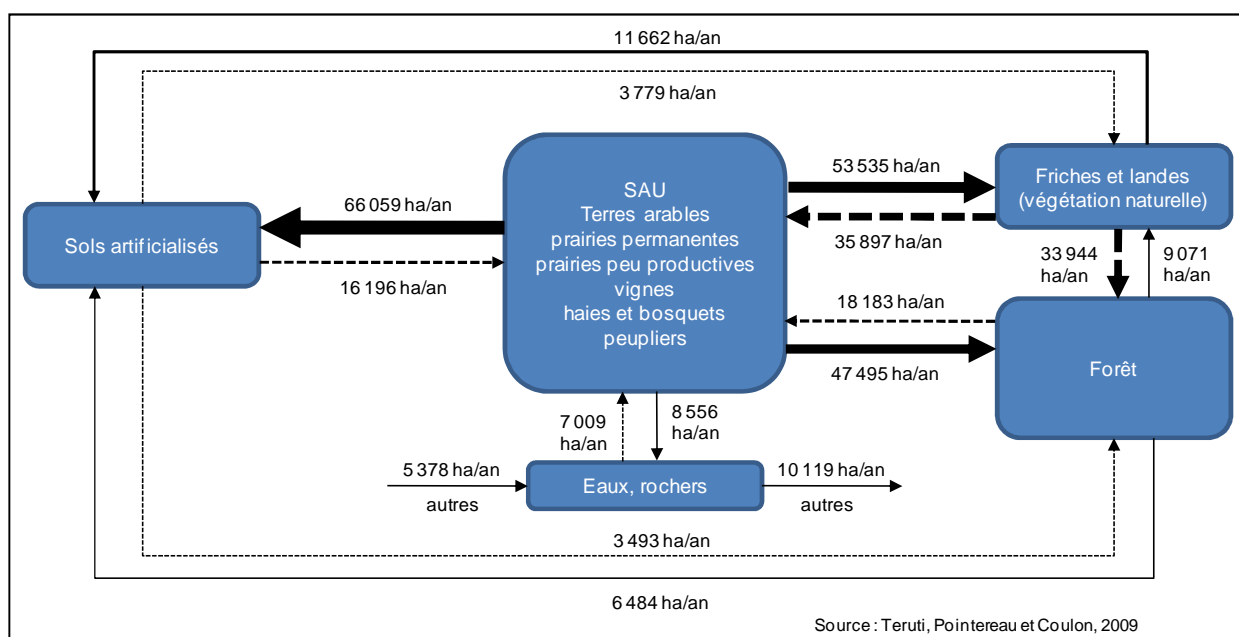 11 662 ha/an
3 779 ha/an
53 535 ha/an
Friches et landes
(végétation naturelle)
SAU
Terres arables
prairies permanentes
prairies peu productives
vignes
haies et bosquets
peupliers
66 059 ha/an
Sols artificialisés
35 897 ha/an
33 944
ha/an
9 071
ha/an
16 196 ha/an
18 183 ha/an
Forêt
47 495 ha/an
7 009
ha/an
8 556
ha/an
5 378 ha/an
autres
Eaux, rochers
10 119 ha/an
autres
3 493 ha/an
6 484 ha/an
Source : Teruti, Pointereau et Coulon, 2009